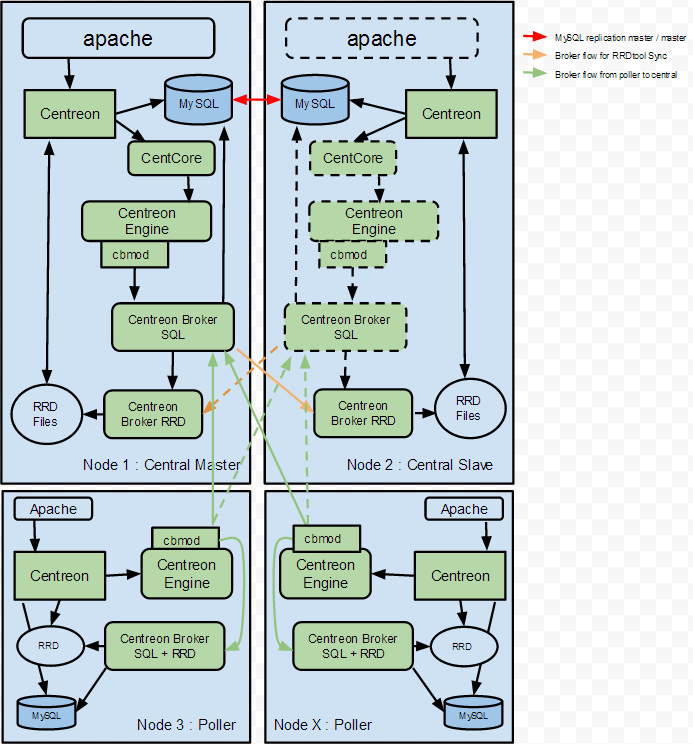 apache
Centreon
My SQL
CentCore
Centreon
Engine
cbmod
Centreon Broker
SQL
RRD
Files
Centreon
Broker RRD
Node 1 : Central Master
apache
My SQL
Centreon
CentCore
Centreon
Engine
cbmod
Centreon Broker
SQL
Centreon
Broker RRD
RRD
Files
Node 2 : Central Slave
MySQL replication master / master
Broker flow for RRDtool Sync
Broker flow from poller to central
Apache
cbmod
Centreon
Centreon
Engine
RRD
Centreon Broker
SQL + RRD
MySQL
Node 3 : Poller
Apache
cbmod
Centreon
Engine
Centreon
Centreon Broker
SQL + RRD
RRD
MySQL
Node X : Poller